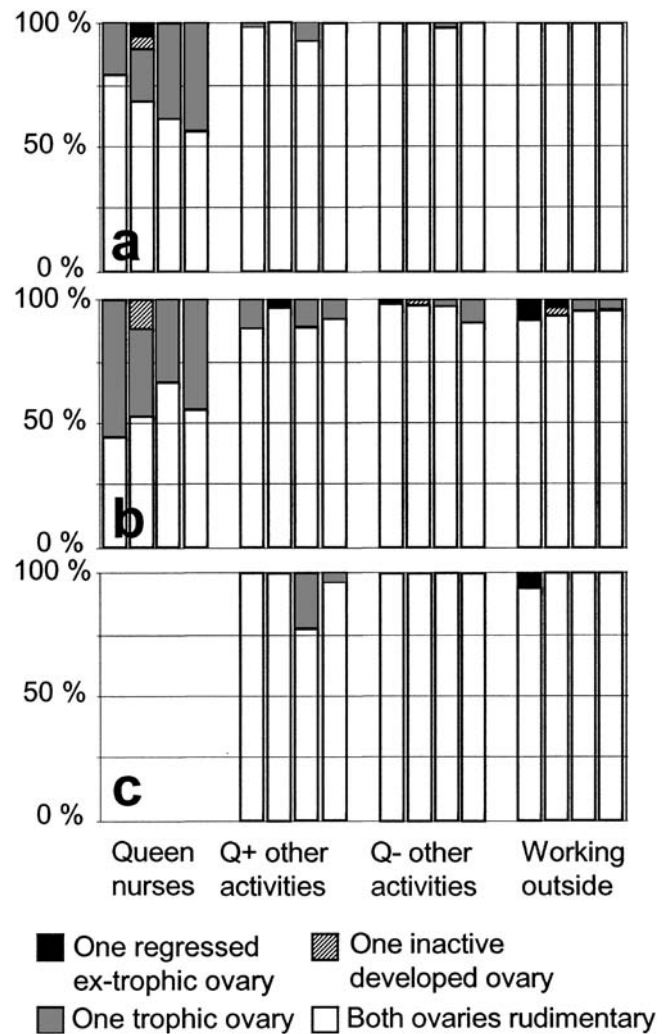 100 %
50 %
a
0 %
100 %
50 %
b
0 %
100 %
50 %
c
0 %
Queen nurses
Q+ other activities
Q- other activities
Working outside
One regressed ex-trophic ovary
One inactive developed ovary
One trophic ovary
Both ovaries rudimentary